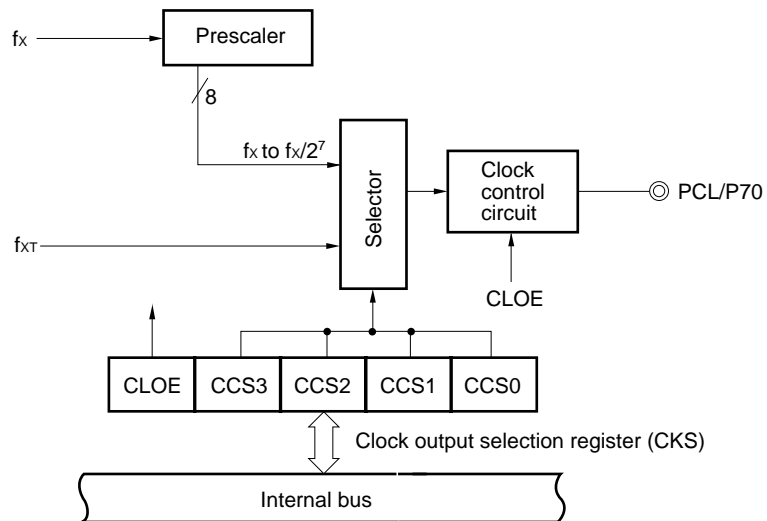 Prescaler
fX
8
fX to fX/2⁷
Selector
Clock
control
circuit
PCL/P70
fXT
CLOE
CLOE
CCS3
CCS2
CCS1
CCS0
Clock output selection register (CKS)
Internal bus